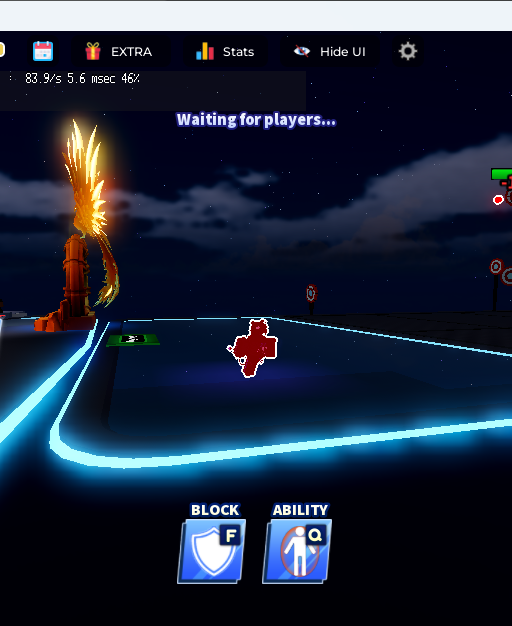 EXTRA Stats Hide UI
83.9/s 5.6 msec 46%
Waiting for players...
BLOCK ABILITY
F Q